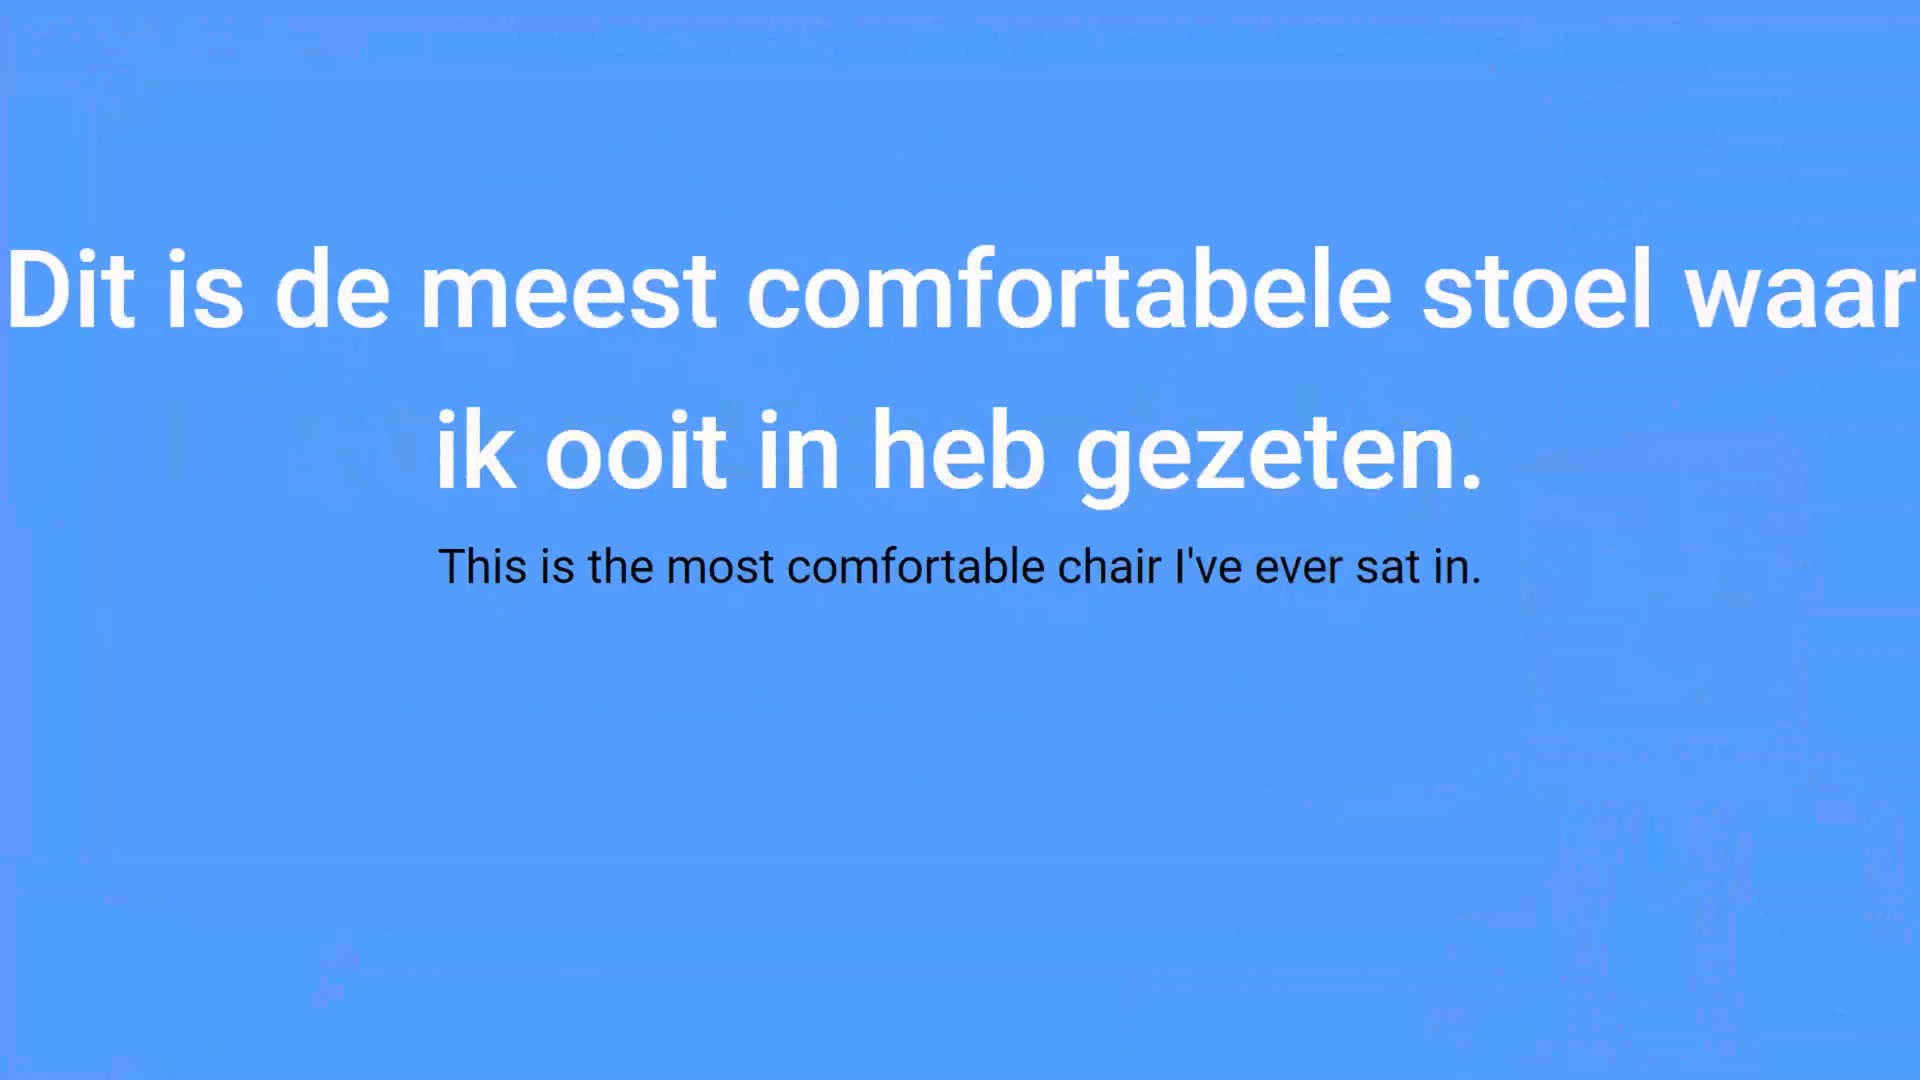 Dit is de meest comfortabele stoel waar
ik ooit in heb gezeten.
This is the most comfortable chair I've ever sat in.